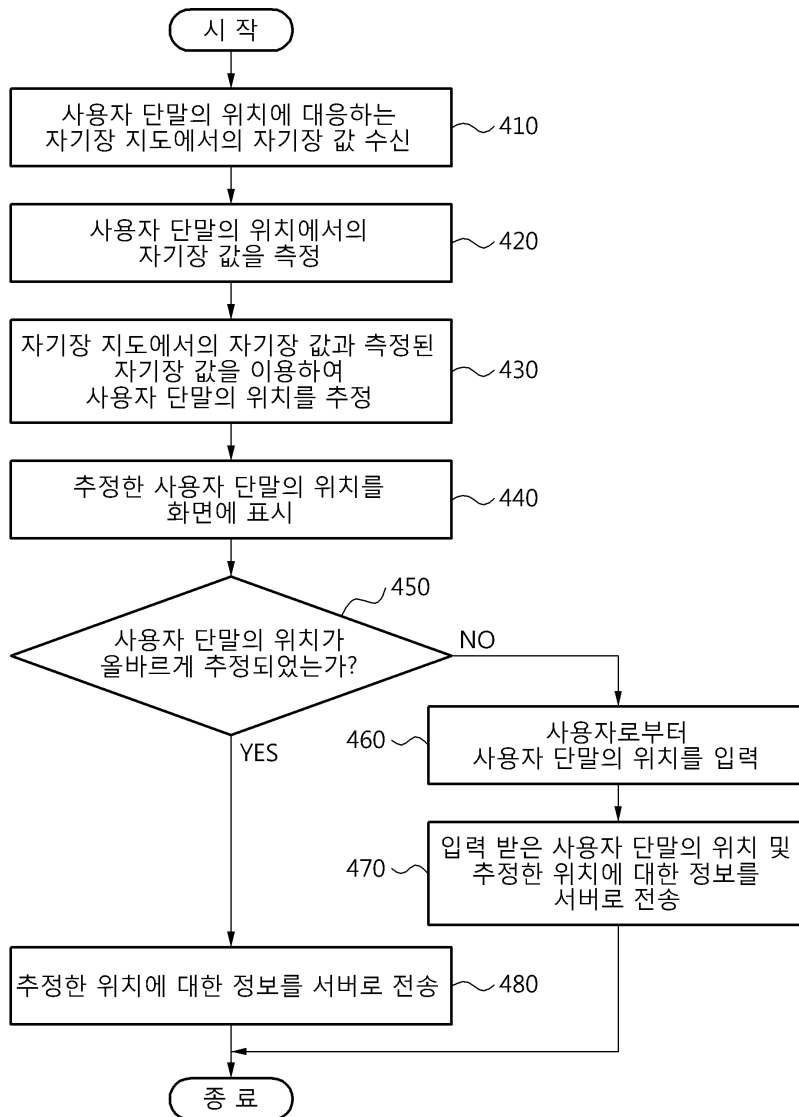 시 작
사용자 단말의 위치에 대응하는
자기장 지도에서의 자기장 값 수신
410
사용자 단말의 위치에서의
자기장 값을 측정
420
자기장 지도에서의 자기장 값과 측정된
자기장 값을 이용하여
사용자 단말의 위치를 추정
430
추정한 사용자 단말의 위치를
화면에 표시
440
450
사용자 단말의 위치가
올바르게 추정되었는가?
NO
YES
460
사용자로부터
사용자 단말의 위치를 입력
470
입력 받은 사용자 단말의 위치 및
추정한 위치에 대한 정보를
서버로 전송
추정한 위치에 대한 정보를 서버로 전송
480
종 료